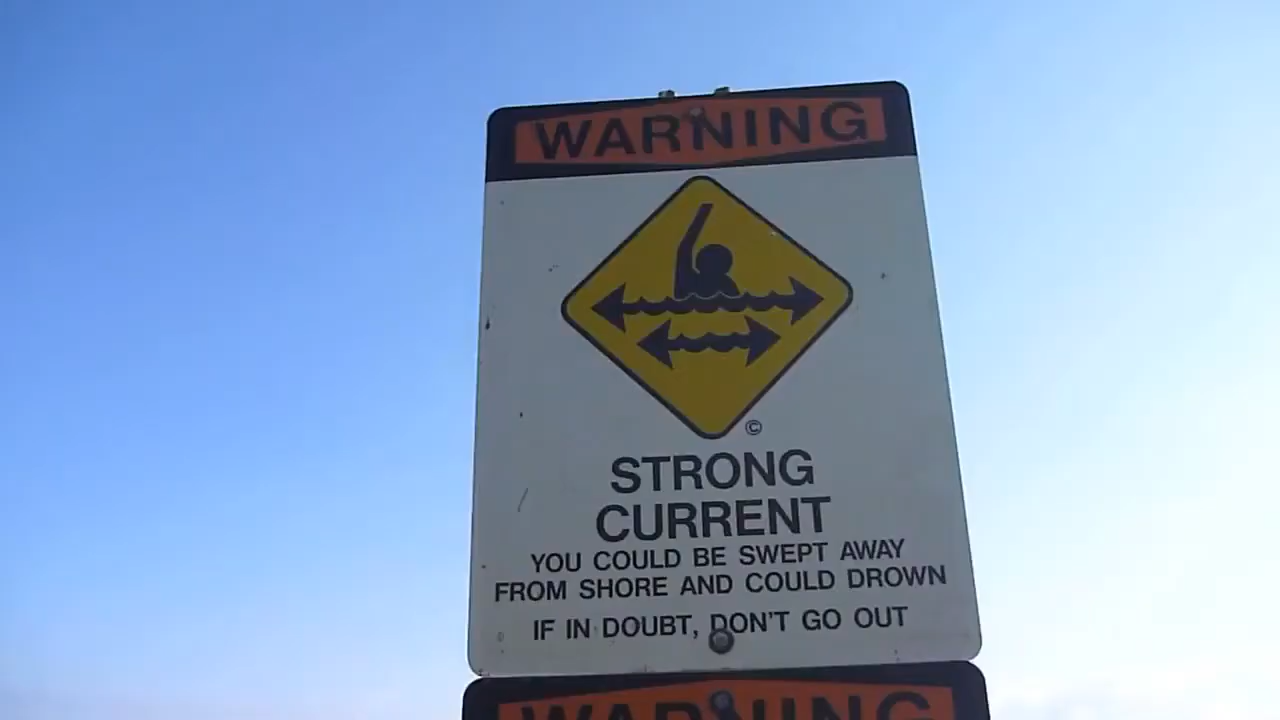 WARNING
©
STRONG
CURRENT
YOU COULD BE SWEPT AWAY
FROM SHORE AND COULD DROWN
IF IN DOUBT, DON'T GO OUT
WARNING